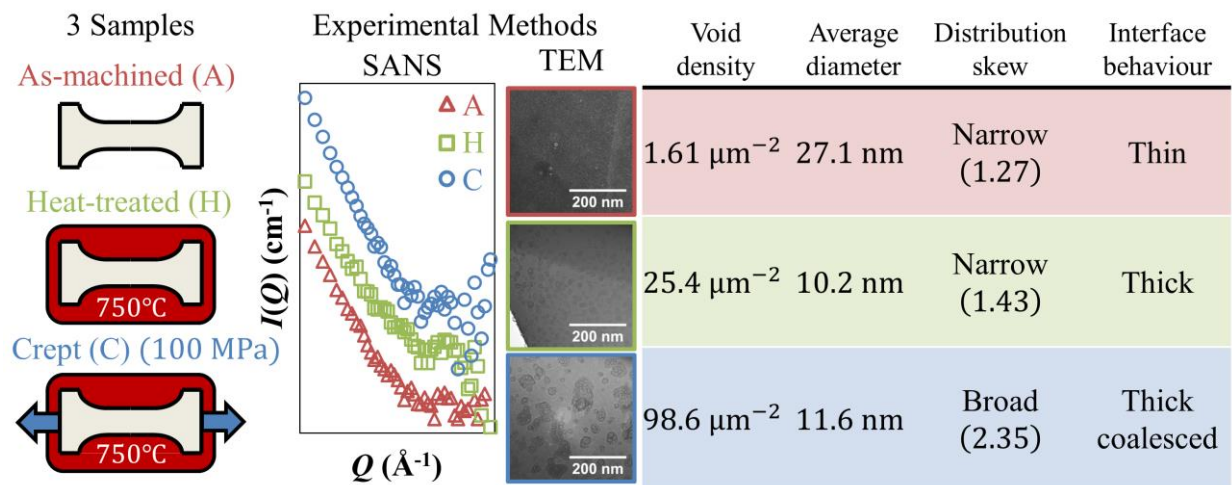 3 Samples
As-machined (A)
Heat-treated (H)
750℃
Crept (C) (100 MPa)
750℃
Experimental Methods
SANS
TEM
I(Q) (cm⁻¹)
A
H
C
Q (Å⁻¹)
200 nm
200 nm
200 nm
Void density
Average diameter
Distribution skew
Interface behaviour
1.61 μm⁻² 27.1 nm Narrow (1.27) Thin
25.4 μm⁻² 10.2 nm Narrow (1.43) Thick
98.6 μm⁻² 11.6 nm Broad (2.35) Thick coalesced